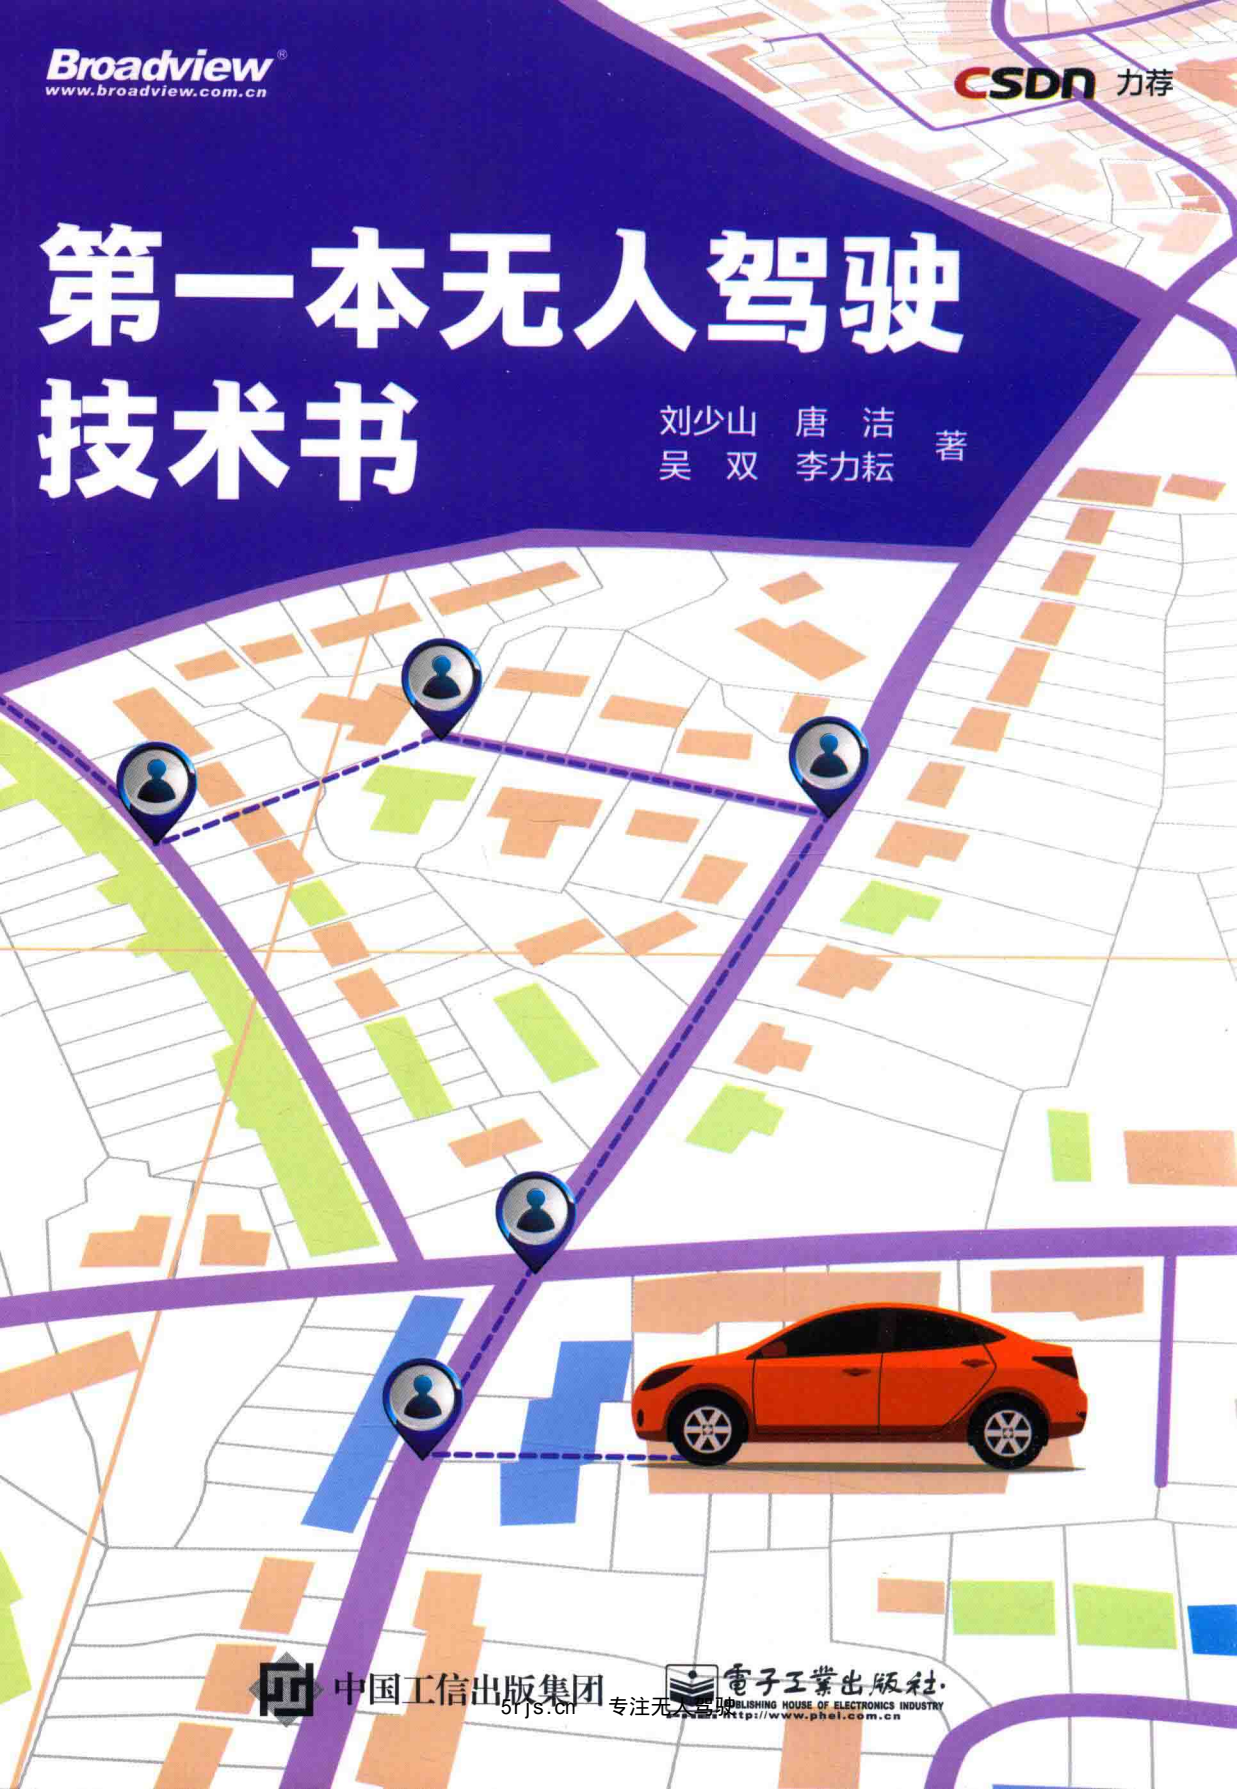 Broadview®
www.broadview.com.cn
CSDN 力荐
第一本无人驾驶
技术书
刘少山 唐 洁
吴 双 李力耘 著
中国工信出版集团
電子工業出版社.
PUBLISHING HOUSE OF ELECTRONICS INDUSTRY
http://www.phei.com.cn
5rjs.cn 专注无人驾驶